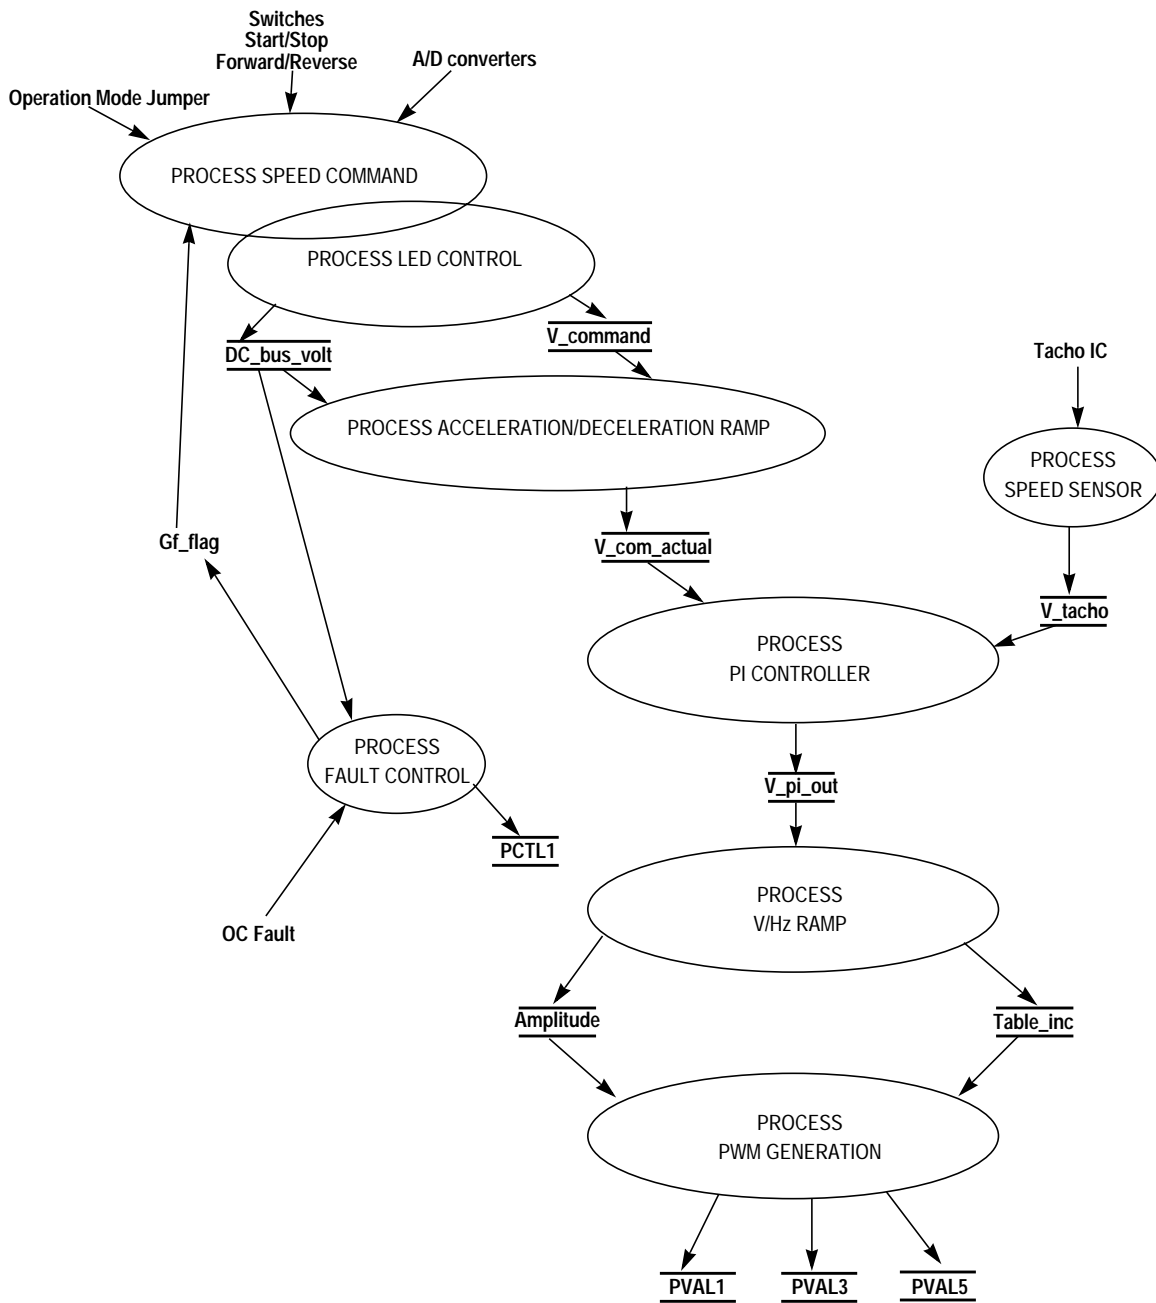 Switches
Start/Stop
Forward/Reverse
A/D converters
Operation Mode Jumper
PROCESS SPEED COMMAND
PROCESS LED CONTROL
V_command
DC_bus_volt
Tacho IC
PROCESS ACCELERATION/DECELERATION RAMP
PROCESS
SPEED SENSOR
Gf_flag
V_com_actual
V_tacho
PROCESS
PI CONTROLLER
PROCESS
FAULT CONTROL
V_pi_out
PCTL1
PROCESS
V/Hz RAMP
OC Fault
Amplitude
Table_inc
PROCESS
PWM GENERATION
PVAL1
PVAL3
PVAL5